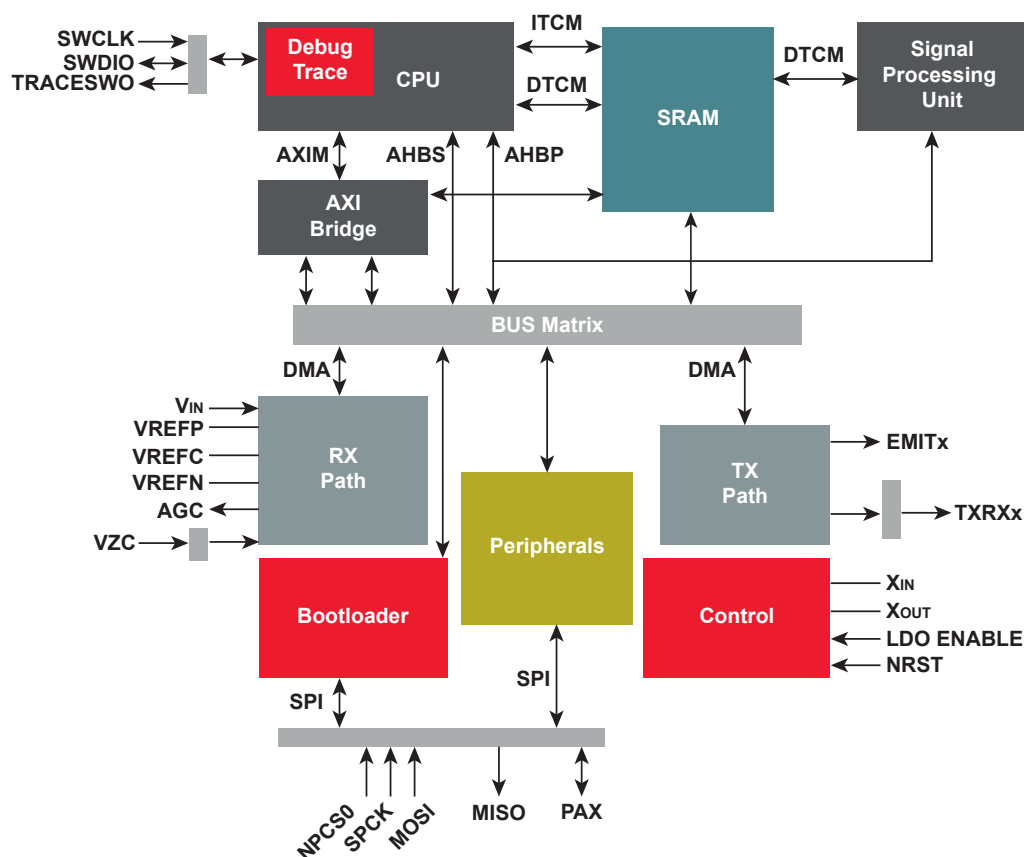 SWCLK
SWDIO
TRACESWO
Debug
Trace
CPU
ITCM
DTCM
SRAM
DTCM
Signal
Processing
Unit
AXIM
AHBS
AHBP
AXI
Bridge
BUS Matrix
DMA
DMA
VIN
VREFP
VREFC
VREFN
AGC
VZC
RX
Path
TX
Path
EMITx
TXRXx
Peripherals
Bootloader
Control
XIN
XOUT
LDO ENABLE
NRST
SPI
SPI
NPCS0
SPCK
MOSI
MISO
PAX